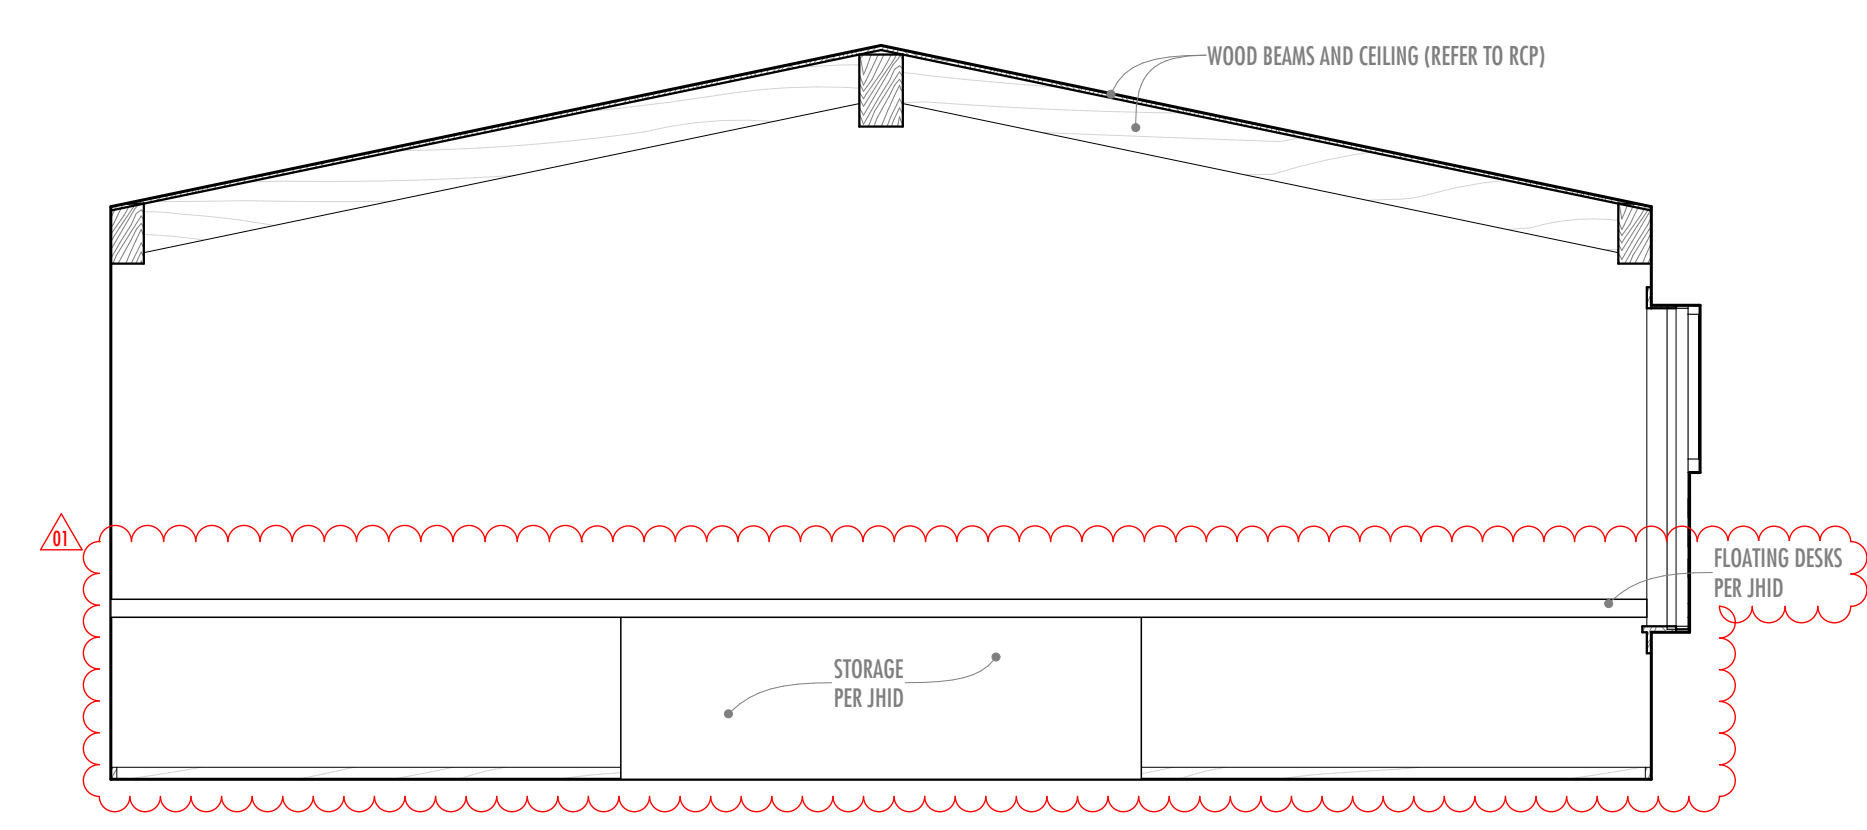 WOOD BEAMS AND CEILING (REFER TO RCP)
01
FLOATING DESKS
PER JHID
STORAGE
PER JHID